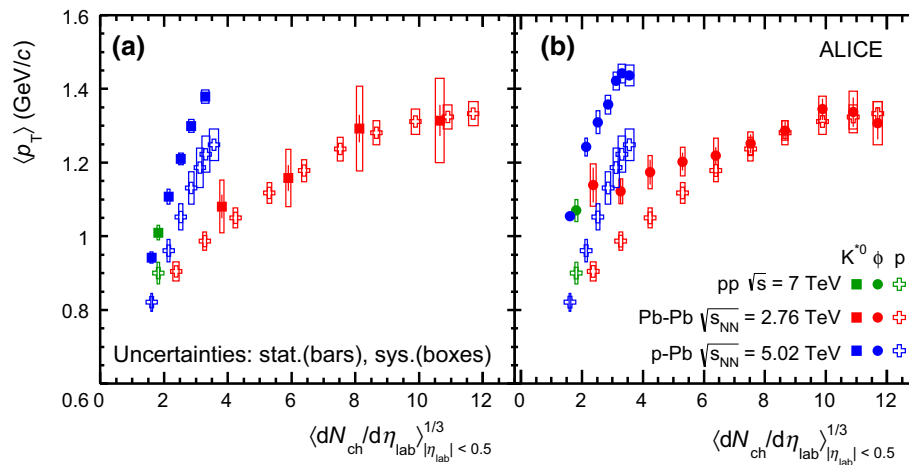 (a)
(b)
ALICE
⟨p_T⟩ (GeV/c)
1.6
1.4
1.2
1
0.8
0.6
K*0 ϕ p
pp √s = 7 TeV
Pb-Pb √s_NN = 2.76 TeV
p-Pb √s_NN = 5.02 TeV
Uncertainties: stat.(bars), sys.(boxes)
0 2 4 6 8 10 12
0 2 4 6 8 10 12
⟨dN_ch/dη_lab⟩^1/3_|η_lab| < 0.5
⟨dN_ch/dη_lab⟩^1/3_|η_lab| < 0.5